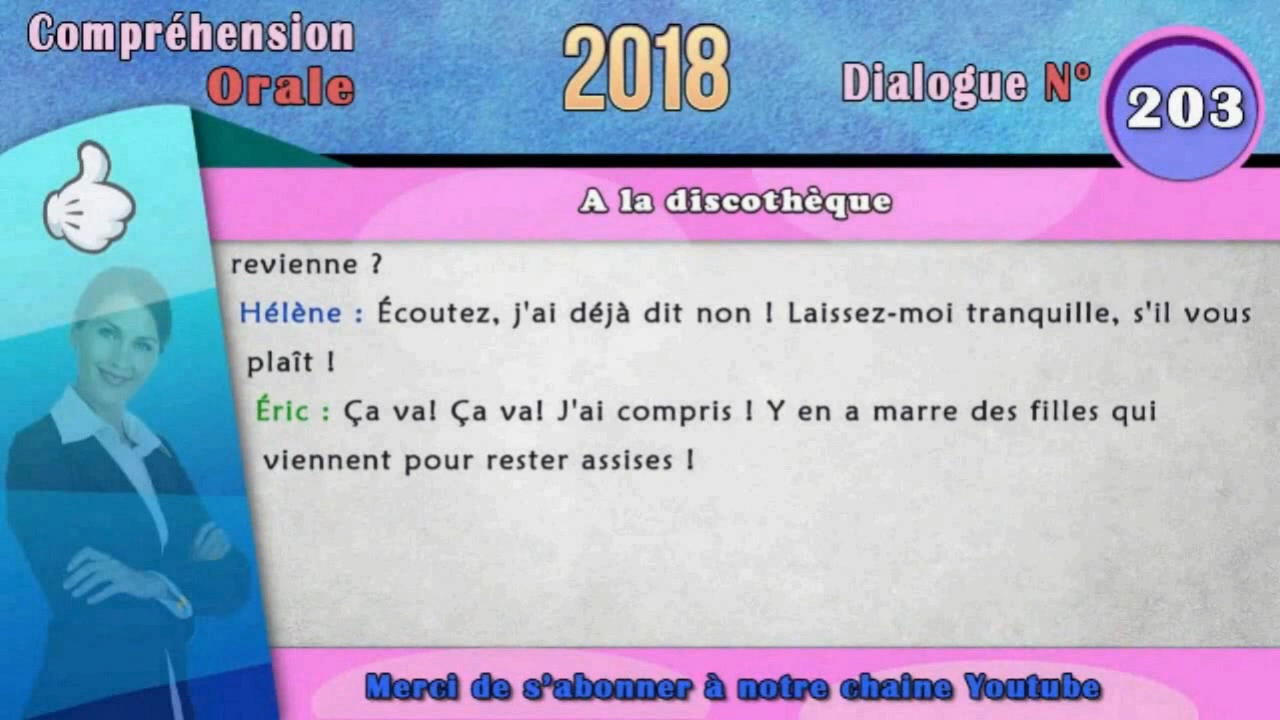 Compréhension
Orale
2018
Dialogue N°
203
A la discothèque
revienne ?
Hélène : Écoutez, j'ai déjà dit non ! Laissez-moi tranquille, s'il vous
plaît !
Éric : Ça va! Ça va! J'ai compris ! Y en a marre des filles qui
viennent pour rester assises !
Merci de s'abonner à notre chaine Youtube